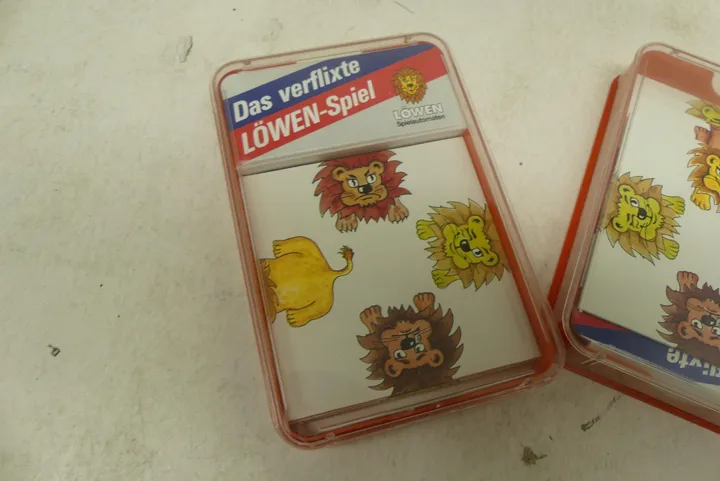 Das verflixte
LÖWEN-Spiel
LÖWEN
Spielautomaten